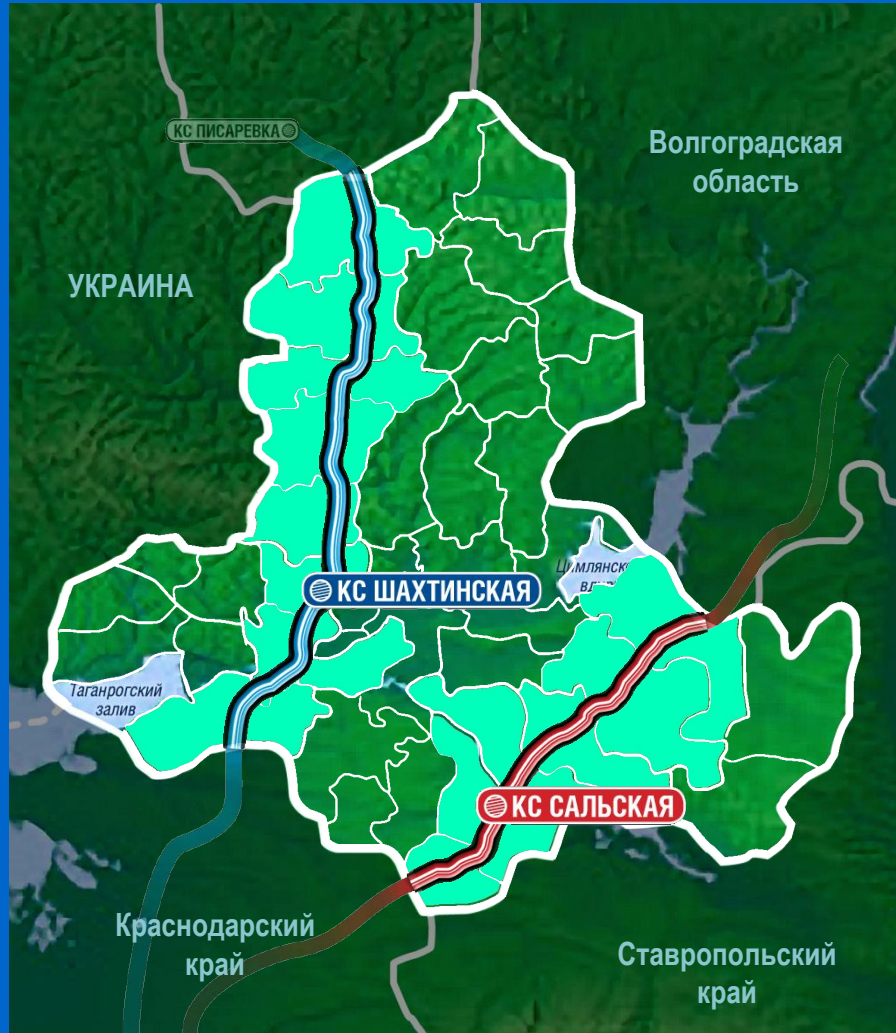 КС ПИСАРЕВКА
Волгоградская
область
УКРАИНА
КС ШАХТИНСКАЯ
Таганрогский
залив
КС САЛЬСКАЯ
Краснодарский
край
Ставропольский
край